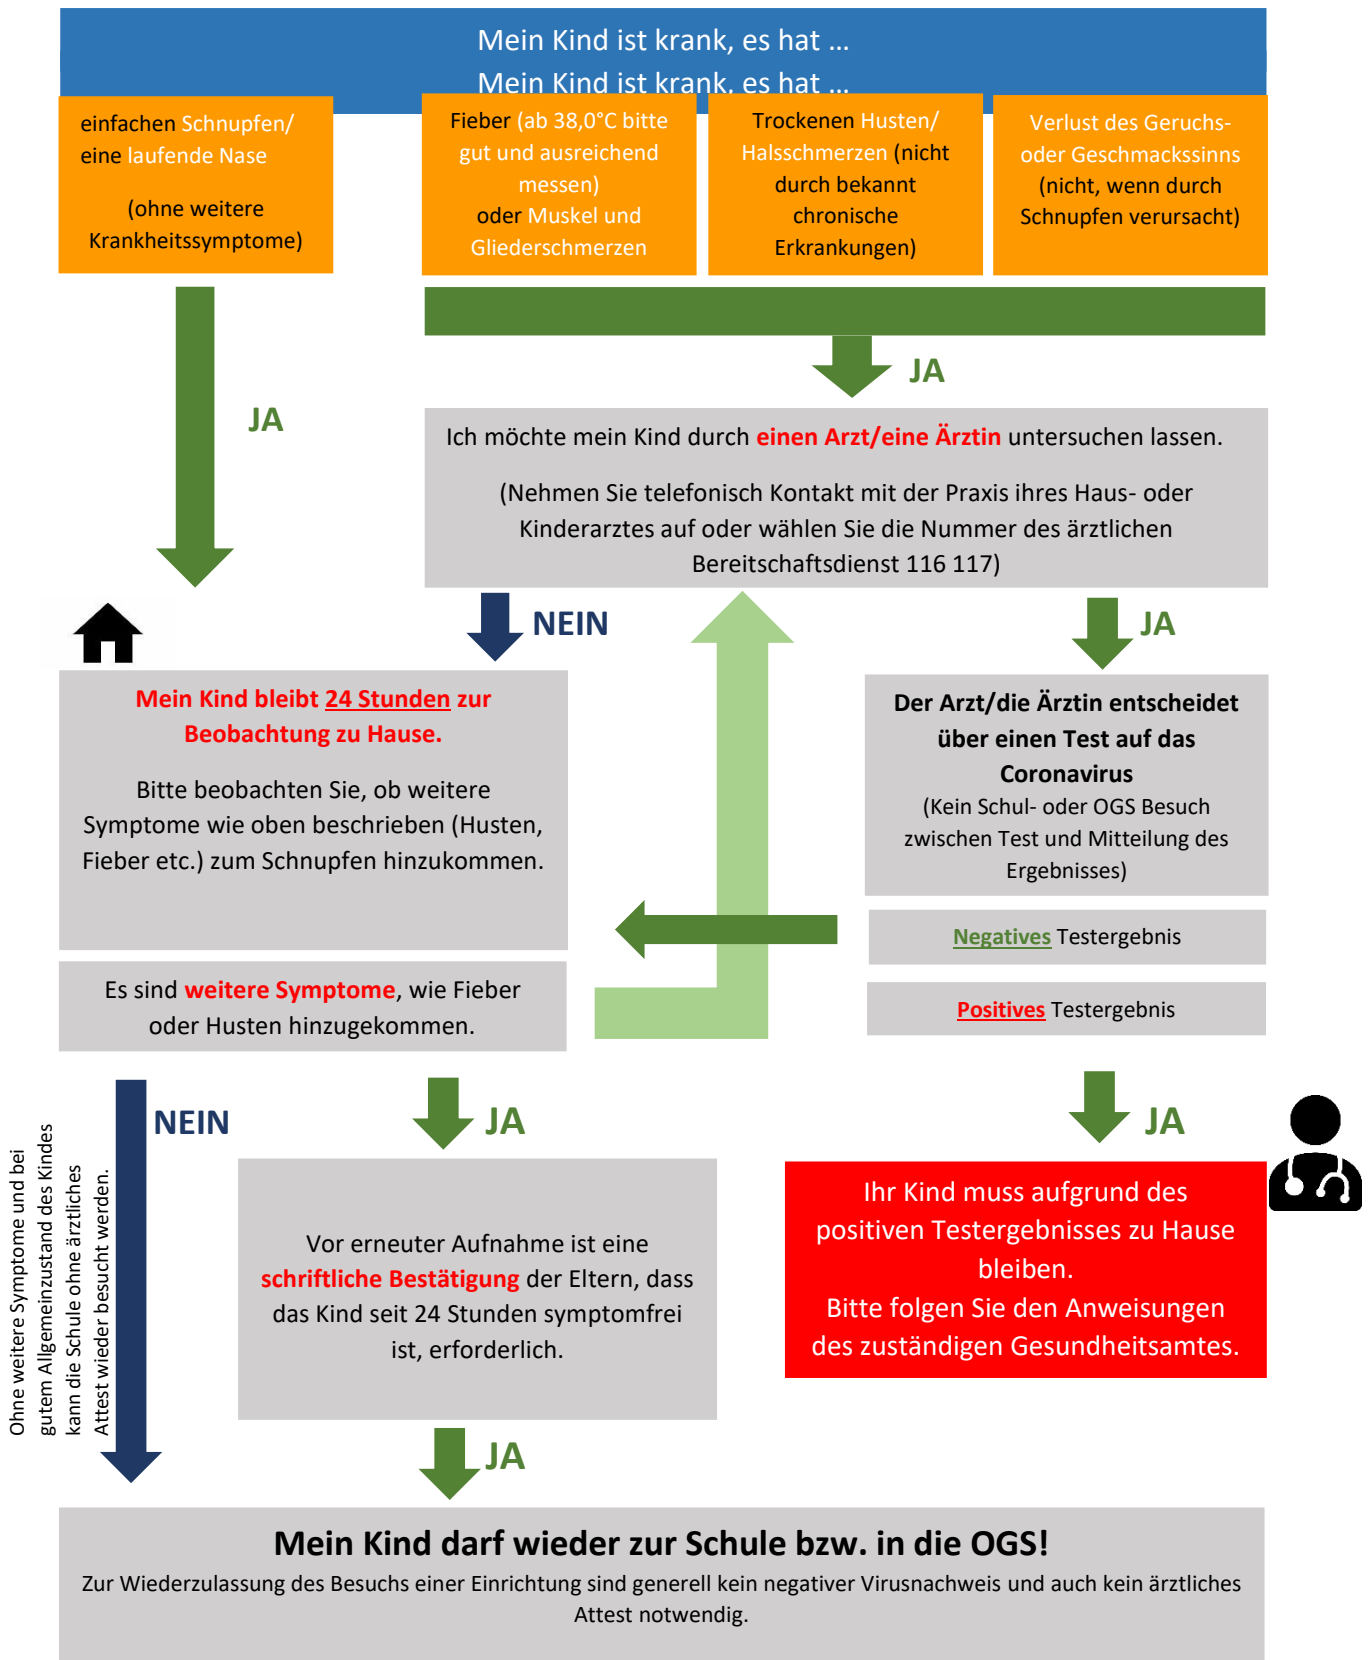 Mein Kind ist krank, es hat …
Mein Kind ist krank, es hat …
einfachen Schnupfen/
eine laufende Nase
(ohne weitere
Krankheitssymptome)
Fieber (ab 38,0°C bitte
gut und ausreichend
messen)
oder Muskel und
Gliederschmerzen
Trockenen Husten/
Halsschmerzen (nicht
durch bekannt
chronische
Erkrankungen)
Verlust des Geruchs-
oder Geschmackssinns
(nicht, wenn durch
Schnupfen verursacht)
JA
JA
Ich möchte mein Kind durch einen Arzt/eine Ärztin untersuchen lassen.
(Nehmen Sie telefonisch Kontakt mit der Praxis ihres Haus- oder
Kinderarztes auf oder wählen Sie die Nummer des ärztlichen
Bereitschaftsdienst 116 117)
NEIN
JA
Mein Kind bleibt 24 Stunden zur
Beobachtung zu Hause.
Bitte beobachten Sie, ob weitere
Symptome wie oben beschrieben (Husten,
Fieber etc.) zum Schnupfen hinzukommen.
Der Arzt/die Ärztin entscheidet
über einen Test auf das
Coronavirus
(Kein Schul- oder OGS Besuch
zwischen Test und Mitteilung des
Ergebnisses)
Negatives Testergebnis
Positives Testergebnis
Es sind weitere Symptome, wie Fieber
oder Husten hinzugekommen.
NEIN
JA
JA
Ohne weitere Symptome und bei
gutem Allgemeinzustand des Kindes
kann die Schule ohne ärztliches
Attest wieder besucht werden.
Vor erneuter Aufnahme ist eine
schriftliche Bestätigung der Eltern, dass
das Kind seit 24 Stunden symptomfrei
ist, erforderlich.
Ihr Kind muss aufgrund des
positiven Testergebnisses zu Hause
bleiben.
Bitte folgen Sie den Anweisungen
des zuständigen Gesundheitsamtes.
JA
Mein Kind darf wieder zur Schule bzw. in die OGS!
Zur Wiederzulassung des Besuchs einer Einrichtung sind generell kein negativer Virusnachweis und auch kein ärztliches
Attest notwendig.